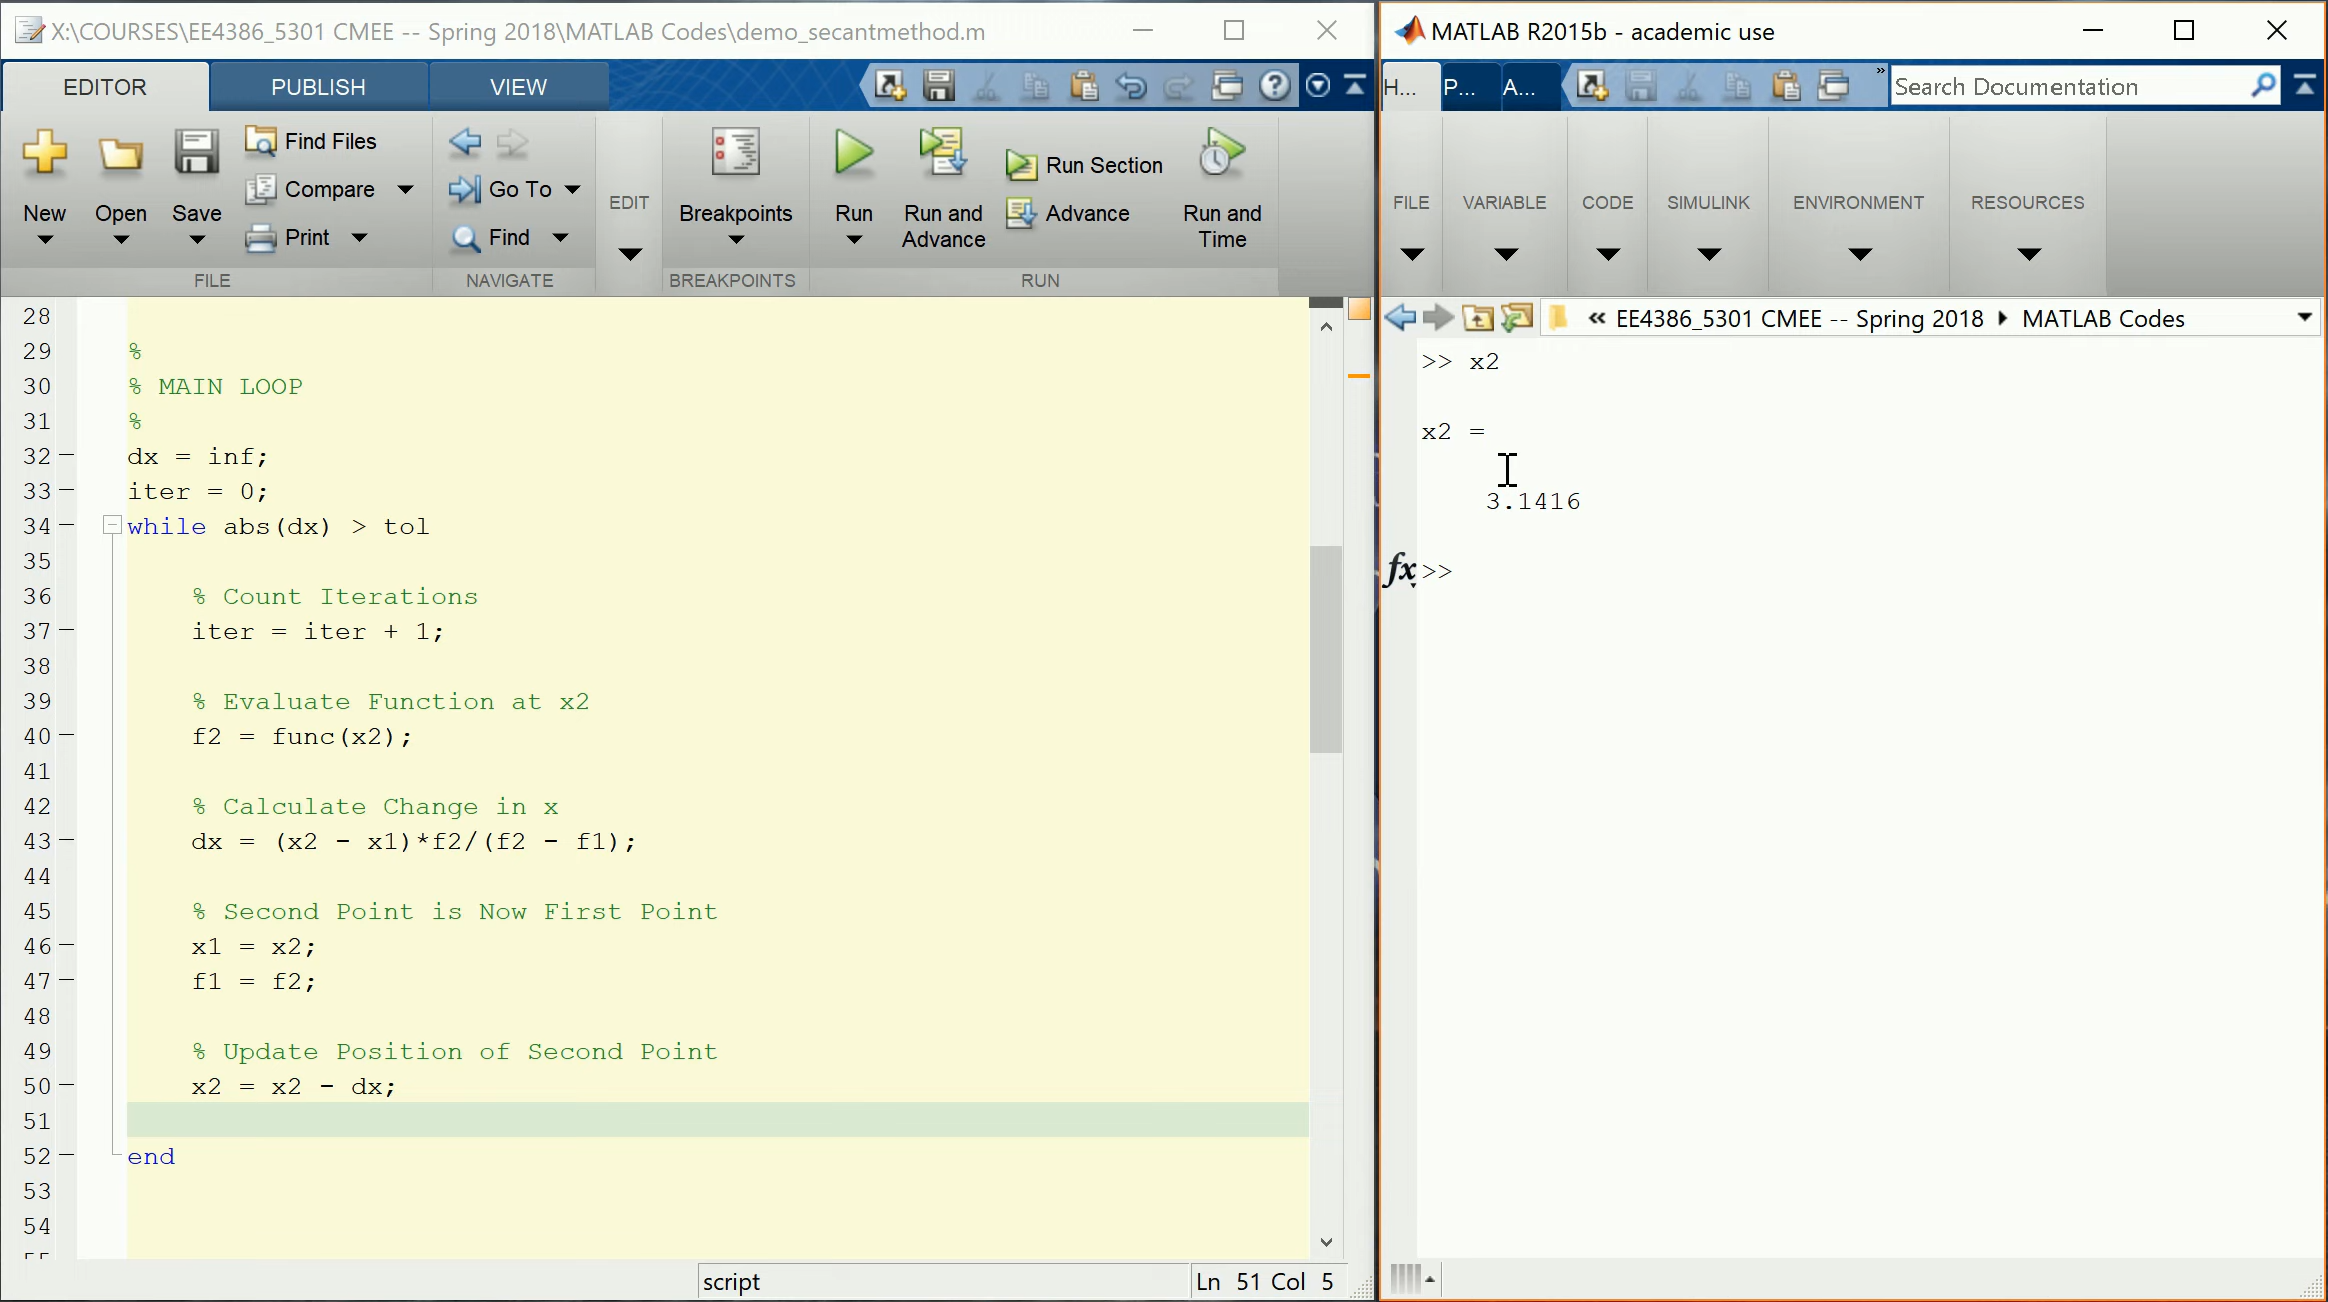 X:\COURSES\EE4386_5301 CMEE -- Spring 2018\MATLAB Codes\demo_secantmethod.m
EDITOR PUBLISH VIEW
New
Open
Save
Find Files
Compare
Print
FILE
Go To
Find
NAVIGATE
EDIT
Breakpoints
BREAKPOINTS
Run
Run and
Advance
Run Section
Advance
Run and
Time
RUN
28
29 %
30 % MAIN LOOP
31 %
32 dx = inf;
33 iter = 0;
34 while abs(dx) > tol
35
36 % Count Iterations
37 iter = iter + 1;
38
39 % Evaluate Function at x2
40 f2 = func(x2);
41
42 % Calculate Change in x
43 dx = (x2 - x1)*f2/(f2 - f1);
44
45 % Second Point is Now First Point
46 x1 = x2;
47 f1 = f2;
48
49 % Update Position of Second Point
50 x2 = x2 - dx;
51
52 end
53
54
script
Ln 51 Col 5
MATLAB R2015b - academic use
H... P... A...
» Search Documentation
FILE VARIABLE CODE SIMULINK ENVIRONMENT RESOURCES
« EE4386_5301 CMEE -- Spring 2018 MATLAB Codes
>> x2
x2 =
3.1416
fx >>